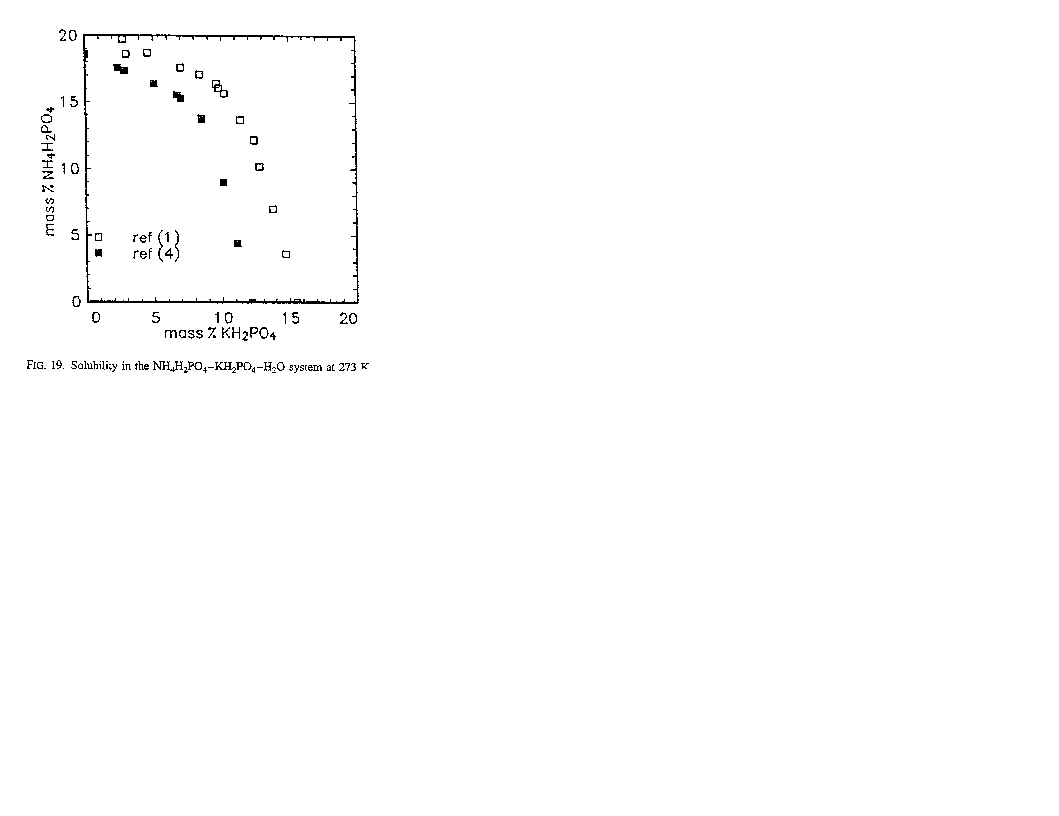 20
15
10
5
0
mass % NH4H2PO4
ref (1)
ref (4)
0 5 10 15 20
mass % KH2PO4
FIG. 19. Solubility in the NH4H2PO4–KH2PO4–H2O system at 273 K